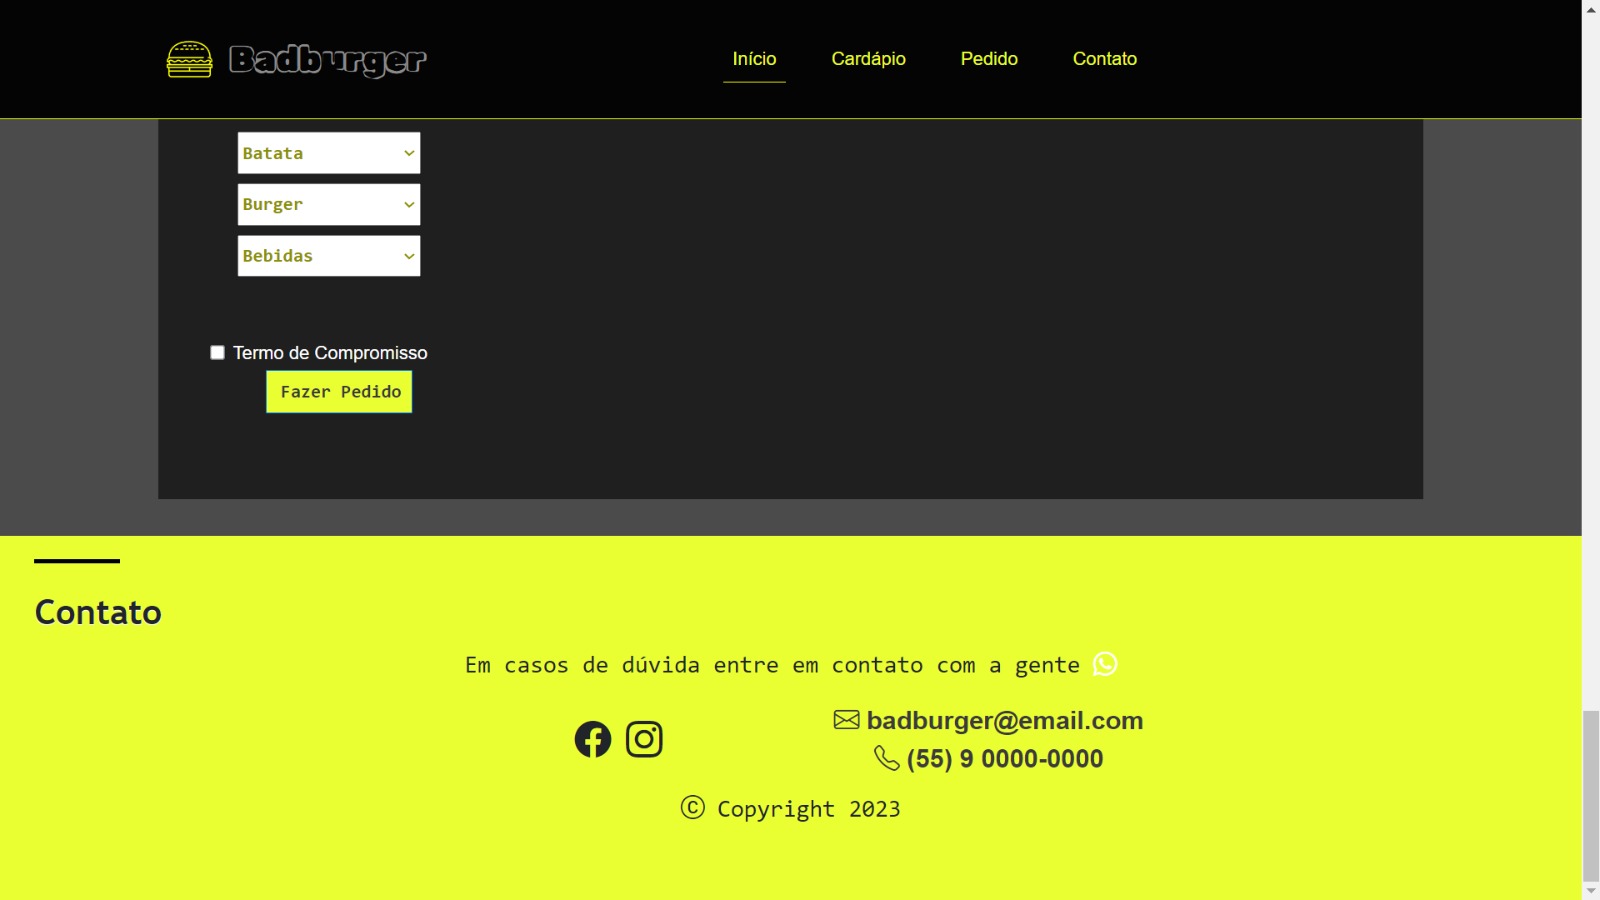 Badburger
Início Cardápio Pedido Contato
Batata
Burger
Bebidas
Termo de Compromisso
Fazer Pedido
Contato
Em casos de dúvida entre em contato com a gente
badburger@email.com
(55) 9 0000-0000
© Copyright 2023